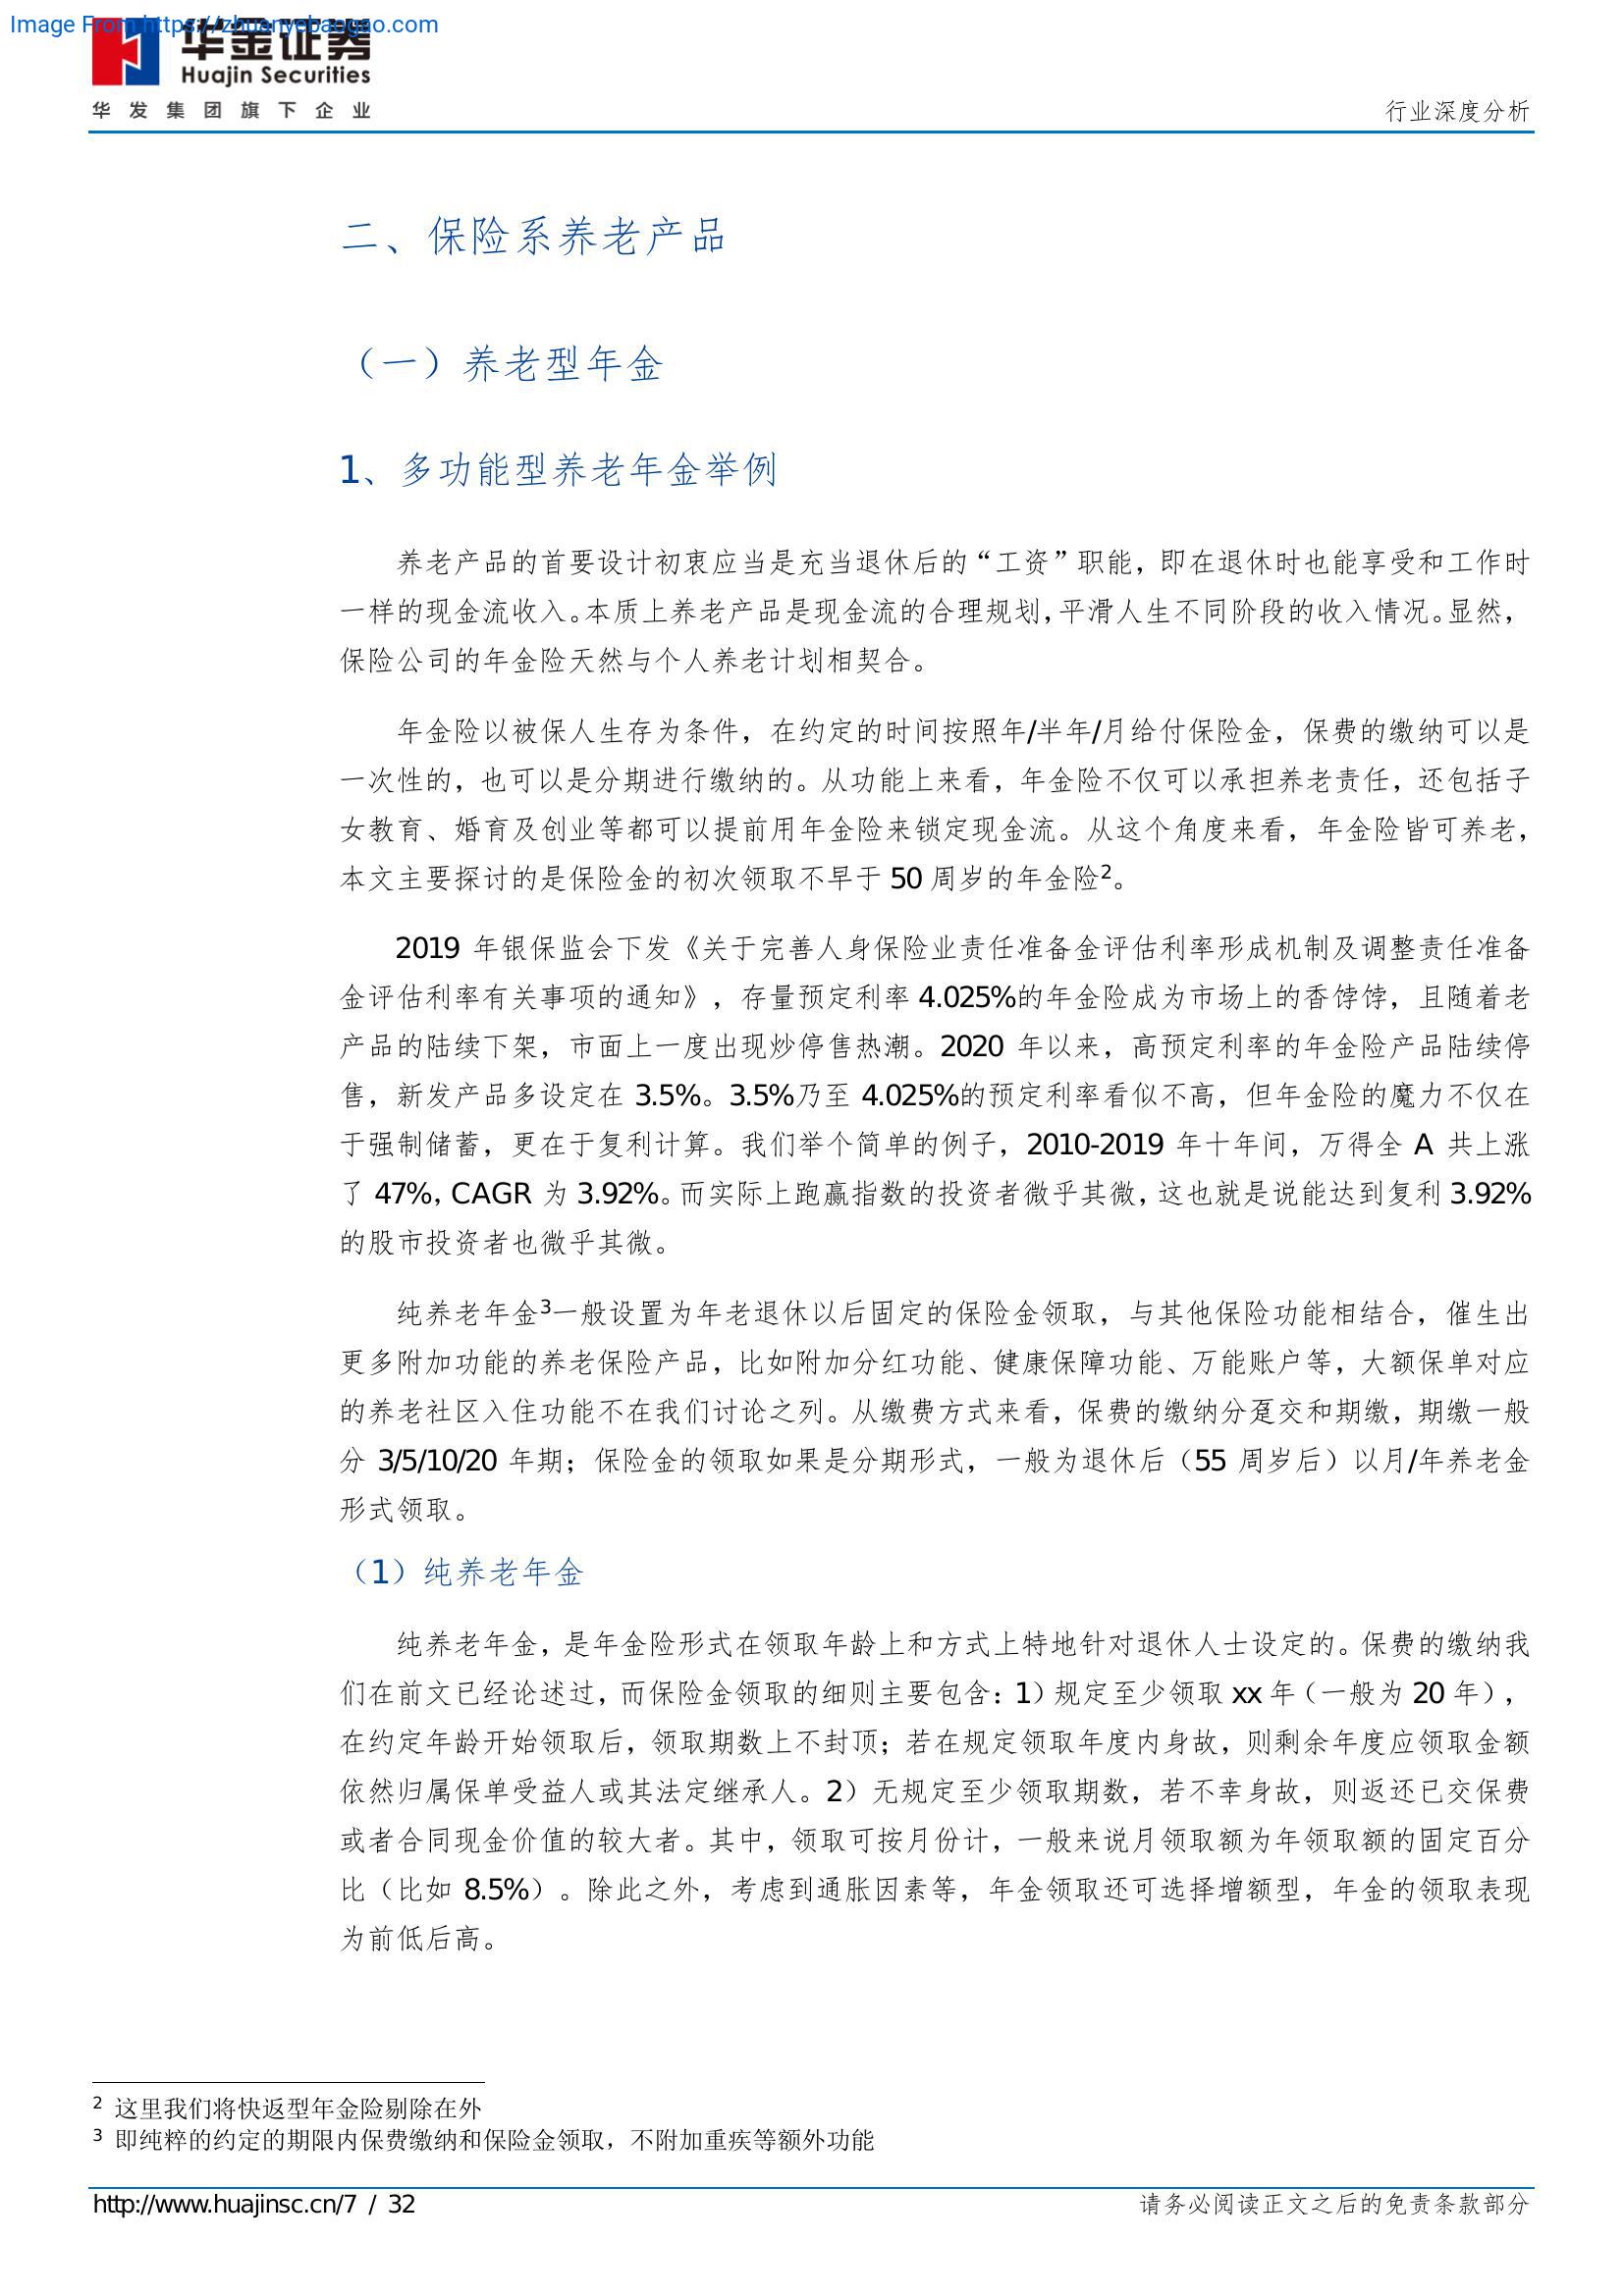 Image From https://zhuanyebaogao.com
华金证券
Huajin Securities
华发集团旗下企业
行业深度分析
二、保险系养老产品
（一）养老型年金
1、多功能型养老年金举例
养老产品的首要设计初衷应当是充当退休后的“工资”职能，即在退休时也能享受和工作时
一样的现金流收入。本质上养老产品是现金流的合理规划，平滑人生不同阶段的收入情况。显然，
保险公司的年金险天然与个人养老计划相契合。
年金险以被保人生存为条件，在约定的时间按照年/半年/月给付保险金，保费的缴纳可以是
一次性的，也可以是分期进行缴纳的。从功能上来看，年金险不仅可以承担养老责任，还包括子
女教育、婚育及创业等都可以提前用年金险来锁定现金流。从这个角度来看，年金险皆可养老，
本文主要探讨的是保险金的初次领取不早于 50 周岁的年金险2。
2019 年银保监会下发《关于完善人身保险业责任准备金评估利率形成机制及调整责任准备
金评估利率有关事项的通知》，存量预定利率 4.025%的年金险成为市场上的香饽饽，且随着老
产品的陆续下架，市面上一度出现炒停售热潮。2020 年以来，高预定利率的年金险产品陆续停
售，新发产品多设定在 3.5%。3.5%乃至 4.025%的预定利率看似不高，但年金险的魔力不仅在
于强制储蓄，更在于复利计算。我们举个简单的例子，2010-2019 年十年间，万得全 A 共上涨
了 47%，CAGR 为 3.92%。而实际上跑赢指数的投资者微乎其微，这也就是说能达到复利 3.92%
的股市投资者也微乎其微。
纯养老年金3一般设置为年老退休以后固定的保险金领取，与其他保险功能相结合，催生出
更多附加功能的养老保险产品，比如附加分红功能、健康保障功能、万能账户等，大额保单对应
的养老社区入住功能不在我们讨论之列。从缴费方式来看，保费的缴纳分趸交和期缴，期缴一般
分 3/5/10/20 年期；保险金的领取如果是分期形式，一般为退休后（55 周岁后）以月/年养老金
形式领取。
（1）纯养老年金
纯养老年金，是年金险形式在领取年龄上和方式上特地针对退休人士设定的。保费的缴纳我
们在前文已经论述过，而保险金领取的细则主要包含：1）规定至少领取 xx 年（一般为 20 年），
在约定年龄开始领取后，领取期数上不封顶；若在规定领取年度内身故，则剩余年度应领取金额
依然归属保单受益人或其法定继承人。2）无规定至少领取期数，若不幸身故，则返还已交保费
或者合同现金价值的较大者。其中，领取可按月份计，一般来说月领取额为年领取额的固定百分
比（比如 8.5%）。除此之外，考虑到通胀因素等，年金领取还可选择增额型，年金的领取表现
为前低后高。
2 这里我们将快返型年金险剔除在外
3 即纯粹的约定的期限内保费缴纳和保险金领取，不附加重疾等额外功能
http://www.huajinsc.cn/7 / 32
请务必阅读正文之后的免责条款部分